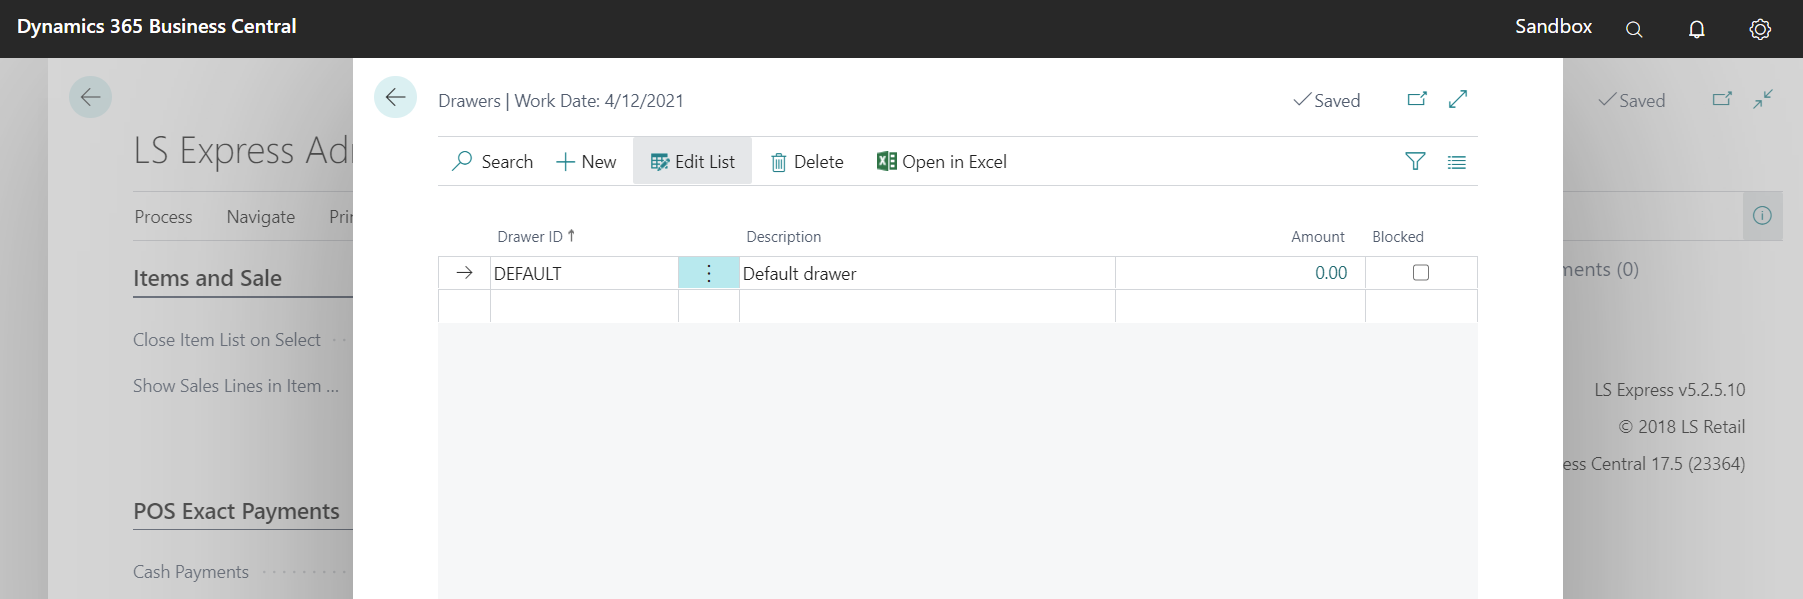 Dynamics 365 Business Central
Sandbox
Drawers | Work Date: 4/12/2021
Saved
Saved
LS Express Adı
Search
New
Edit List
Delete
Open in Excel
Process
Navigate
Prin
Drawer ID ↑
Description
Amount
Blocked
Items and Sale
DEFAULT
Default drawer
0.00
ments (0)
Close Item List on Select
Show Sales Lines in Item ...
LS Express v5.2.5.10
© 2018 LS Retail
ess Central 17.5 (23364)
POS Exact Payments
Cash Payments